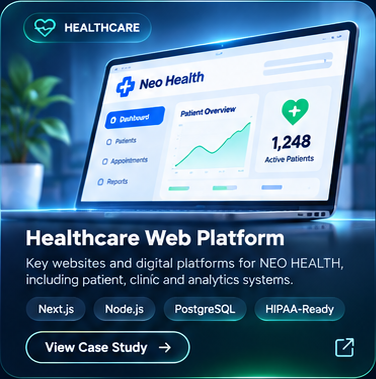 HEALTHCARE
Neo Health
Dashboard
Patients
Appointments
Reports
Patient Overview
1,248
Active Patients
Healthcare Web Platform
Key websites and digital platforms for NEO HEALTH,
including patient, clinic and analytics systems.
Next.js
Node.js
PostgreSQL
HIPAA-Ready
View Case Study →